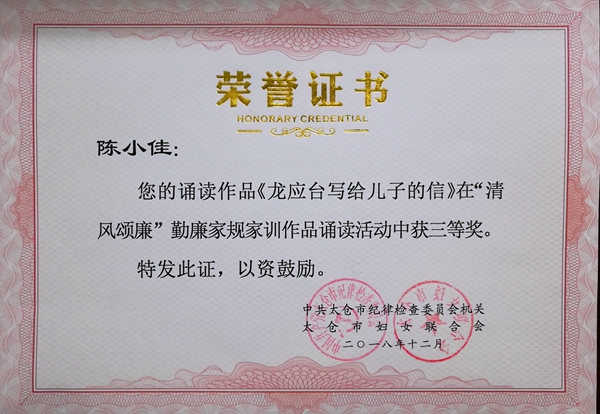 荣誉证书
HONORARY CREDENTIAL
陈小佳：
您的诵读作品《龙应台写给儿子的信》在“清
风颂廉”勤廉家规家训作品诵读活动中获三等奖。
特发此证，以资鼓励。
中共太仓市纪律检查委员会机关
太仓市妇女联合会
二〇一八年十二月